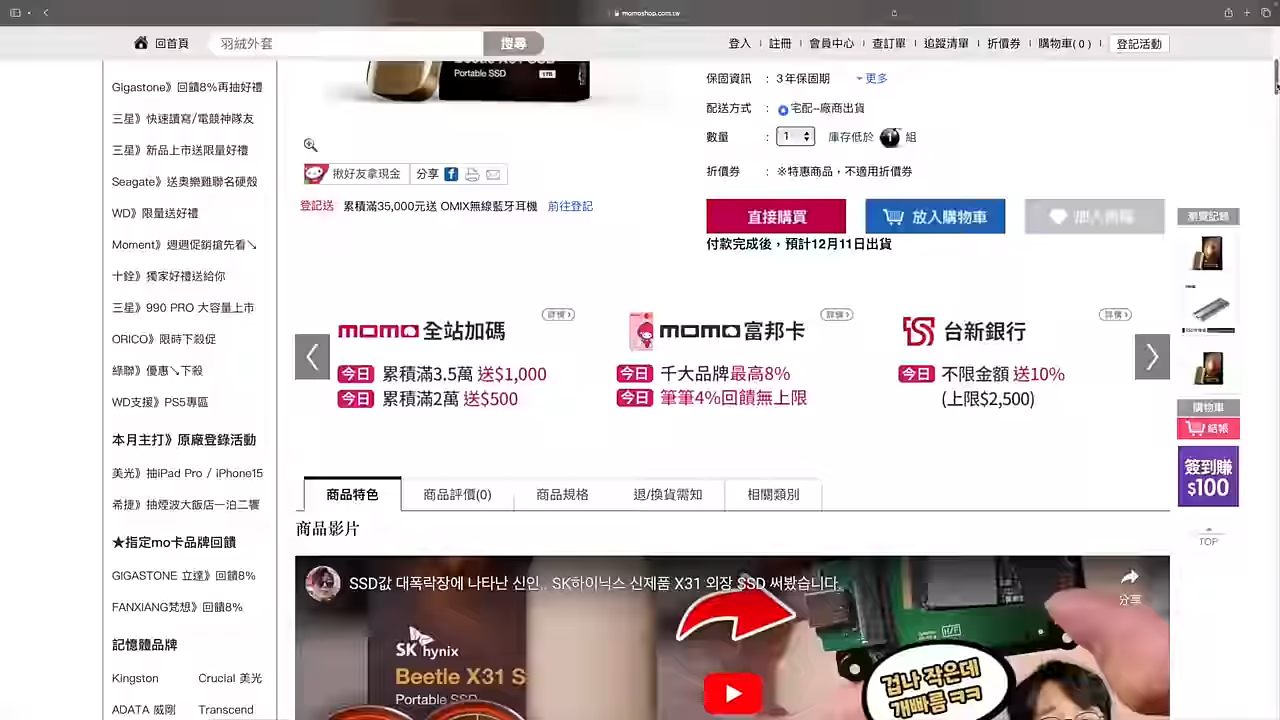 momoshop.com.tw
回首頁
羽絨外套
搜尋
登入
註冊
會員中心
查訂單
追蹤清單
折價券
購物車( 0 )
登記活動
Gigastone》回饋8%再抽好禮
三星》快速讀寫/電競神隊友
三星》新品上市送限量好禮
Seagate》送奧樂雞聯名硬殼
WD》限量送好禮
Moment》週週促銷搶先看↘
十銓》獨家好禮送給你
三星》990 PRO 大容量上市
ORICO》限時下殺促
綠聯》優惠↘下殺
WD支援》PS5專區
本月主打》原廠登錄活動
美光》抽iPad Pro / iPhone15
希捷》抽煙波大飯店一泊二饗
★指定mo卡品牌回饋
GIGASTONE 立達》回饋8%
FANXIANG梵想》回饋8%
記憶體品牌
Kingston
Crucial 美光
ADATA 威剛
Transcend
Beetle X31 SSD
Portable SSD
1TB
揪好友拿現金
分享
登記送
累積滿35,000元送 OMIX無線藍牙耳機
前往登記
保固資訊 : 3 年保固期
更多
配送方式 : 宅配--廠商出貨
數量 : 1
庫存低於 1 組
折價券 : ※特惠商品，不適用折價券
直接購買
放入購物車
付款完成後，預計12月11日出貨
momo全站加碼
詳情
今日 累積滿3.5萬 送$1,000
今日 累積滿2萬 送$500
momo富邦卡
詳情
今日 千大品牌最高8%
今日 筆筆4%回饋無上限
台新銀行
詳情
今日 不限金額 送10%
(上限$2,500)
瀏覽記錄
購物車
結帳
簽到賺
$100
TOP
商品特色
商品評價(0)
商品規格
退/換貨需知
相關類別
商品影片
SSD값 대폭락장에 나타난 신인.. SK하이닉스 신제품 X31 외장 SSD 써봤습니다.
分享
SK hynix
Beetle X31 S
Portable SSD
H/F
겁나 작은데
개빠름 ㅋㅋ